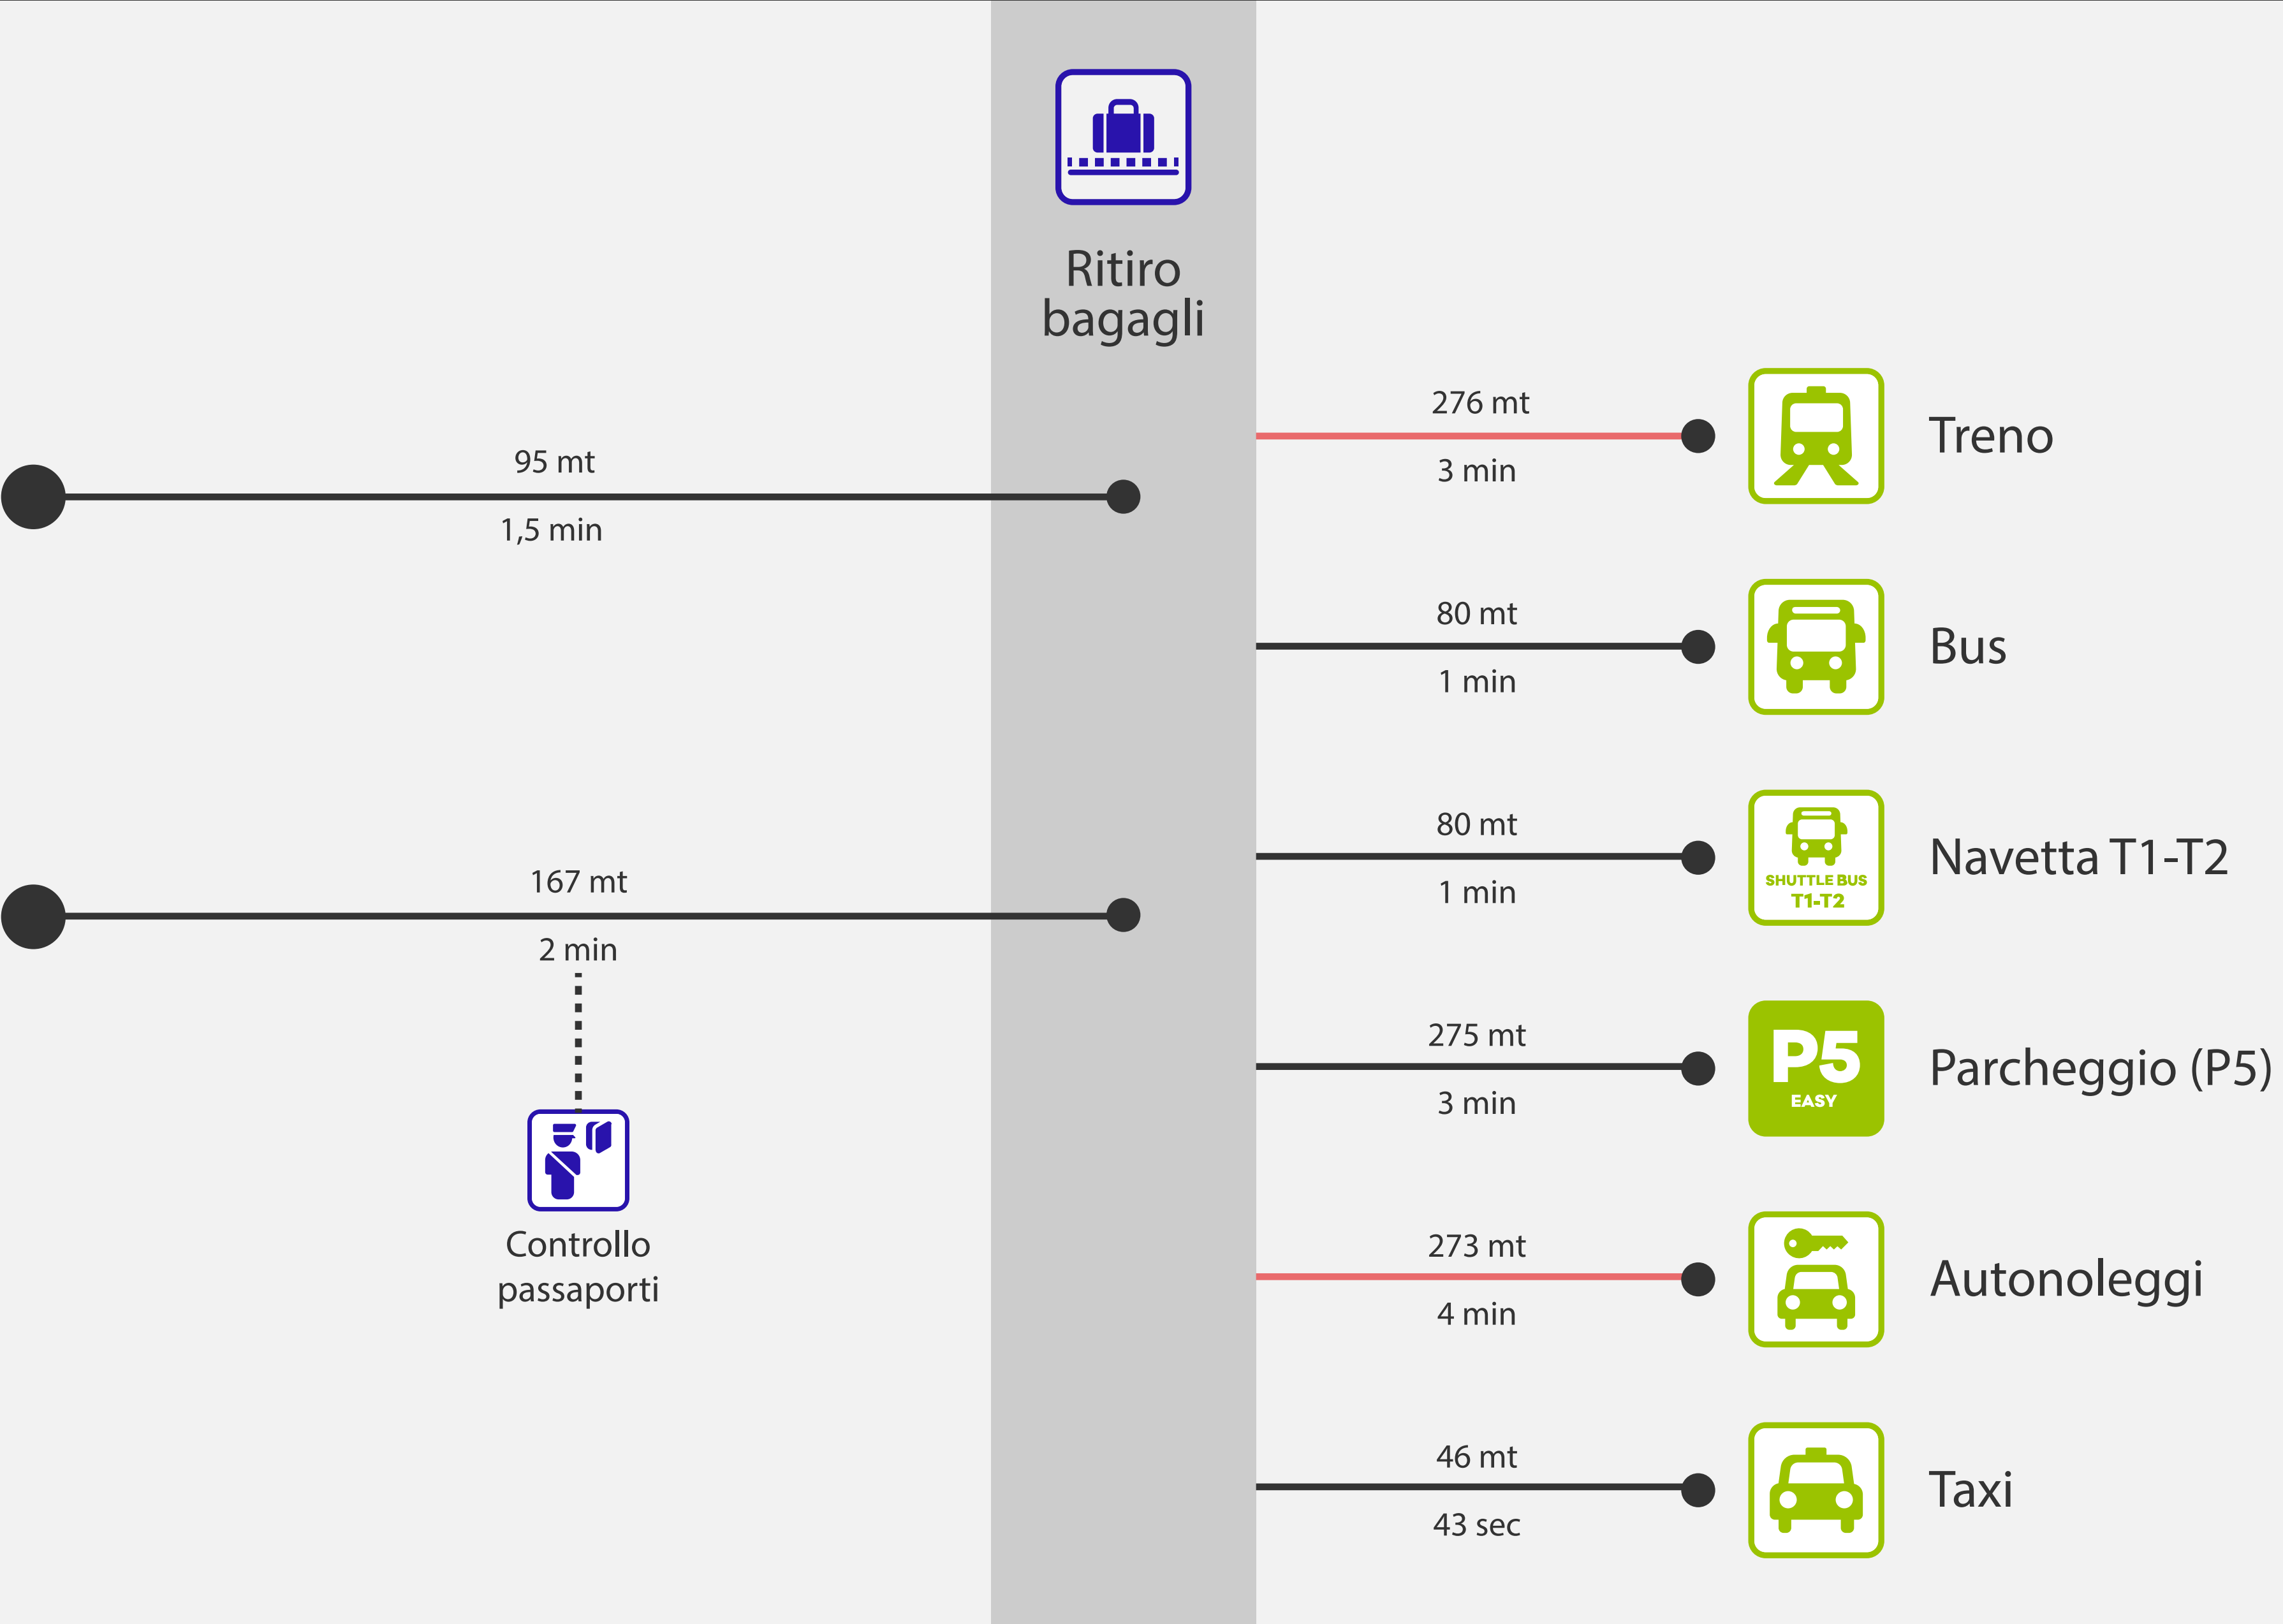 Ritiro
bagagli
95 mt
1,5 min
167 mt
2 min
Controllo
passaporti
276 mt
3 min
Treno
80 mt
1 min
Bus
80 mt
1 min
SHUTTLE BUS
T1-T2
Navetta T1-T2
275 mt
3 min
P5
EASY
Parcheggio (P5)
273 mt
4 min
Autonoleggi
46 mt
43 sec
Taxi